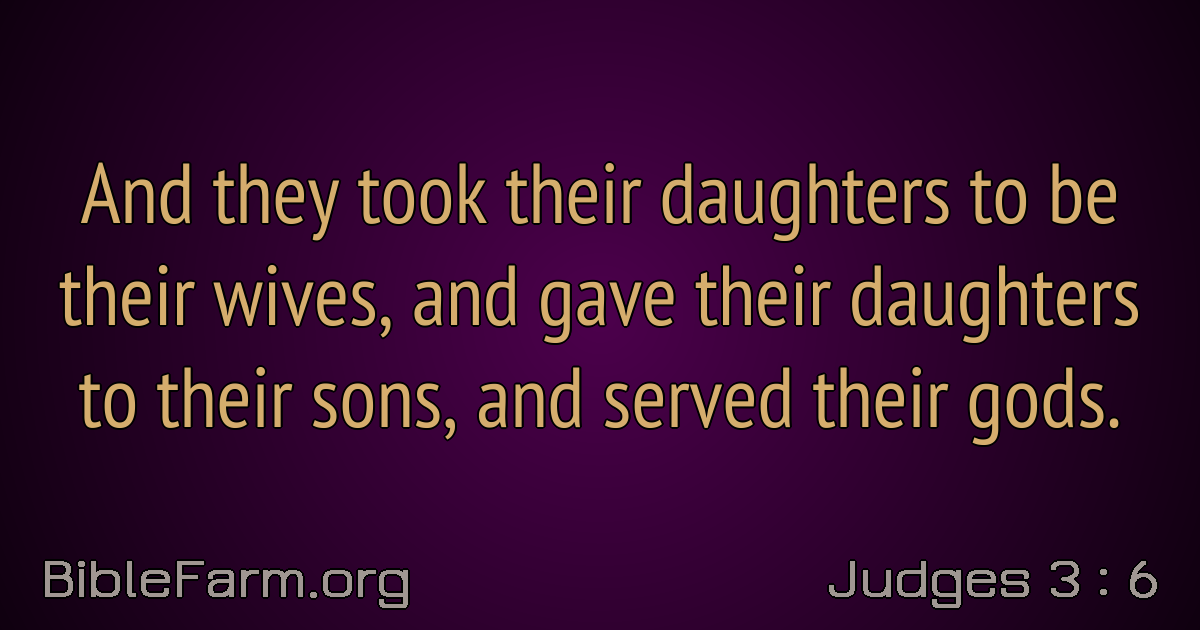 And they took their daughters to be
their wives, and gave their daughters
to their sons, and served their gods.
BibleFarm.org
Judges 3 : 6